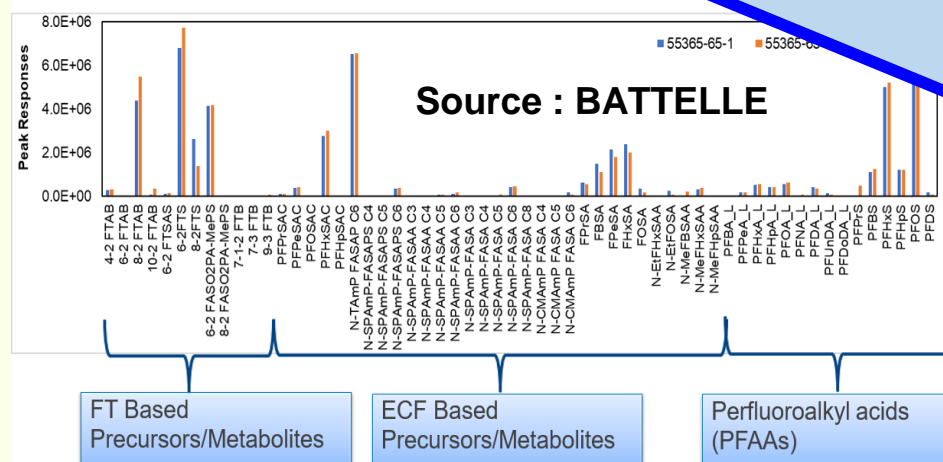 8.0E+06
6.0E+06
4.0E+06
2.0E+06
0.0E+00
Peak Responses
55365-65-1
55365-65
Source : BATTELLE
4-2 FTAB
6-2 FTAB
8-2 FTAB
10-2 FTAB
6-2 FTSAS
6-2FTS
8-2FTS
6-2 FASO2PA-MePS
8-2 FASO2PA-MePS
7-1-2 FTB
7-3 FTB
9-3 FTB
PFPrSAC
PFPeSAC
PFOSAC
PFHxSAC
PFHpSAC
N-TAmP FASAP C6
N-SPAmP-FASAPS C4
N-SPAmP-FASAPS C5
N-SPAmP-FASAPS C6
N-SPAmP-FASAA C3
N-SPAmP-FASAA C4
N-SPAmP-FASAA C5
N-SPAmP-FASAA C6
N-SPAmP-FASA C3
N-SPAmP-FASA C4
N-SPAmP-FASA C5
N-SPAmP-FASA C6
N-SPAmP-FASA C8
N-CMAmP FASA C4
N-CMAmP FASA C5
N-CMAmP FASA C6
FPrSA
FBSA
FPeSA
FHxSA
FOSA
N-EtFHxSAA
N-EtFOSA
N-MeFBSAA
N-MeFHxSAA
N-MeFHpSAA
PFBA_L
PFPeA_L
PFHxA_L
PFHpA_L
PFOA_L
PFNA_L
PFDA_L
PFUnDA_L
PFDoDA_L
PFPrS
PFBS
PFHxS
PFHpS
PFOS
PFDS
FT Based
Precursors/Metabolites
ECF Based
Precursors/Metabolites
Perfluoroalkyl acids
(PFAAs)